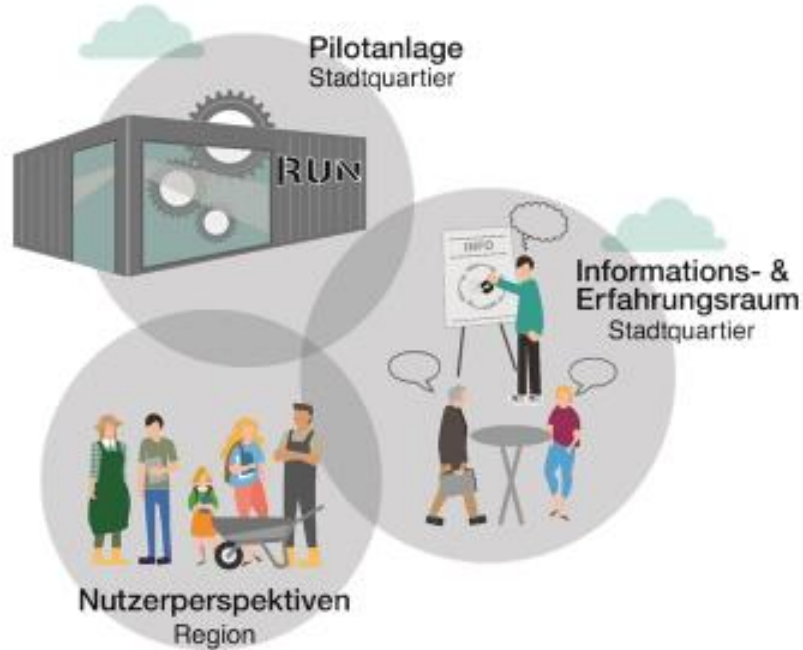 Pilotanlage
Stadtquartier
RUN
INFO
Informations- &
Erfahrungsraum
Stadtquartier
Nutzerperspektiven
Region